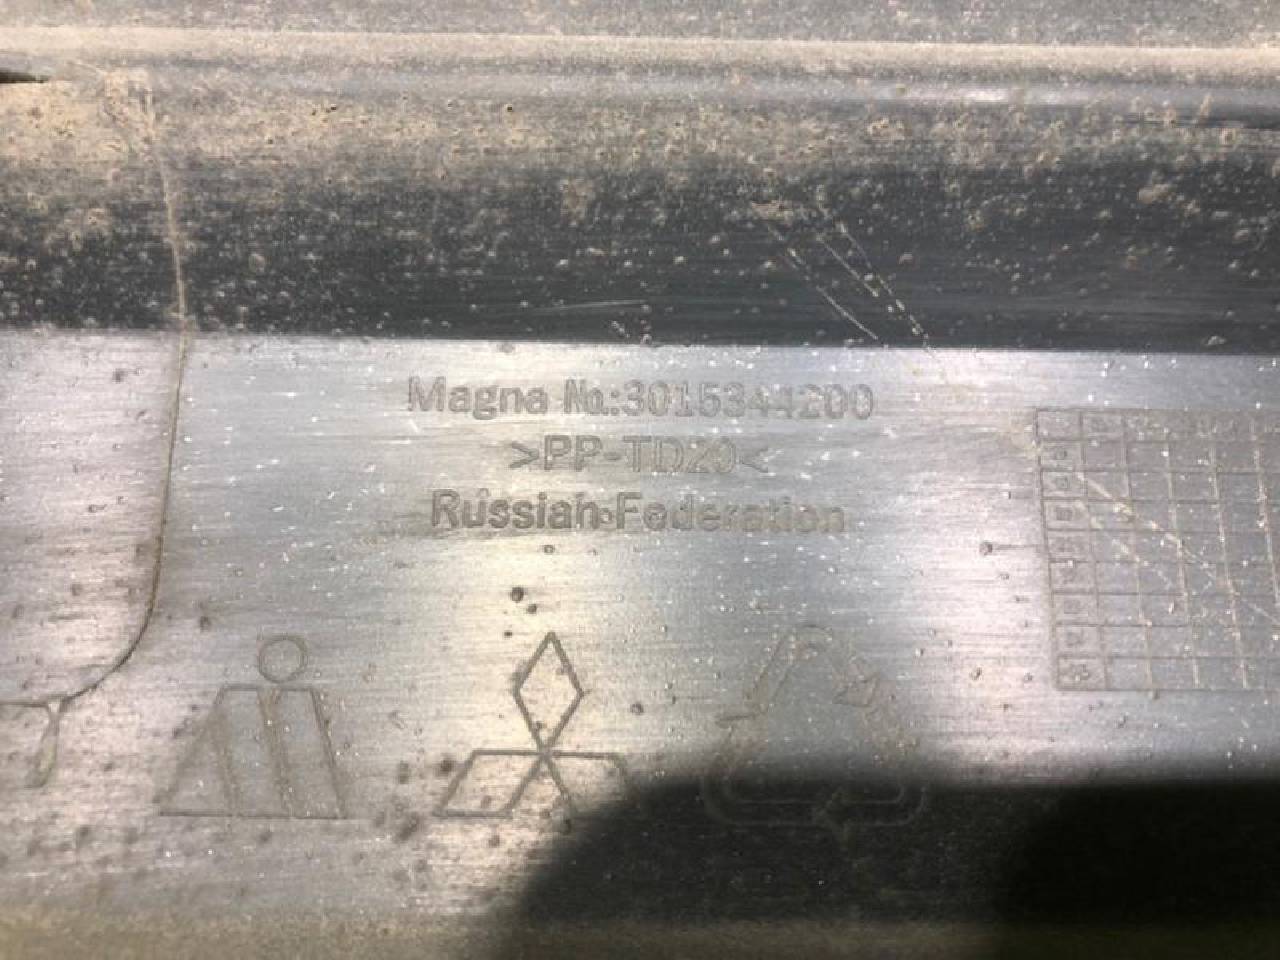 Magna №.:3015344200
>PP-TD20<
Russian Federation